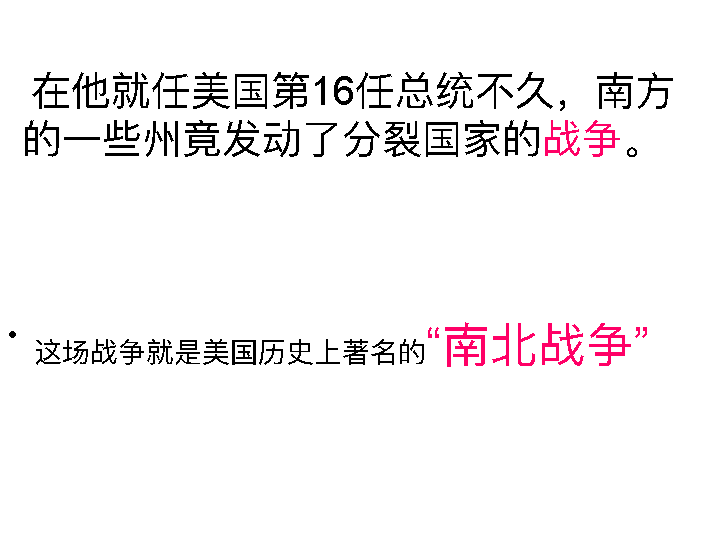 在他就任美国第16任总统不久，南方
的一些州竟发动了分裂国家的战争。
• 这场战争就是美国历史上著名的“南北战争”